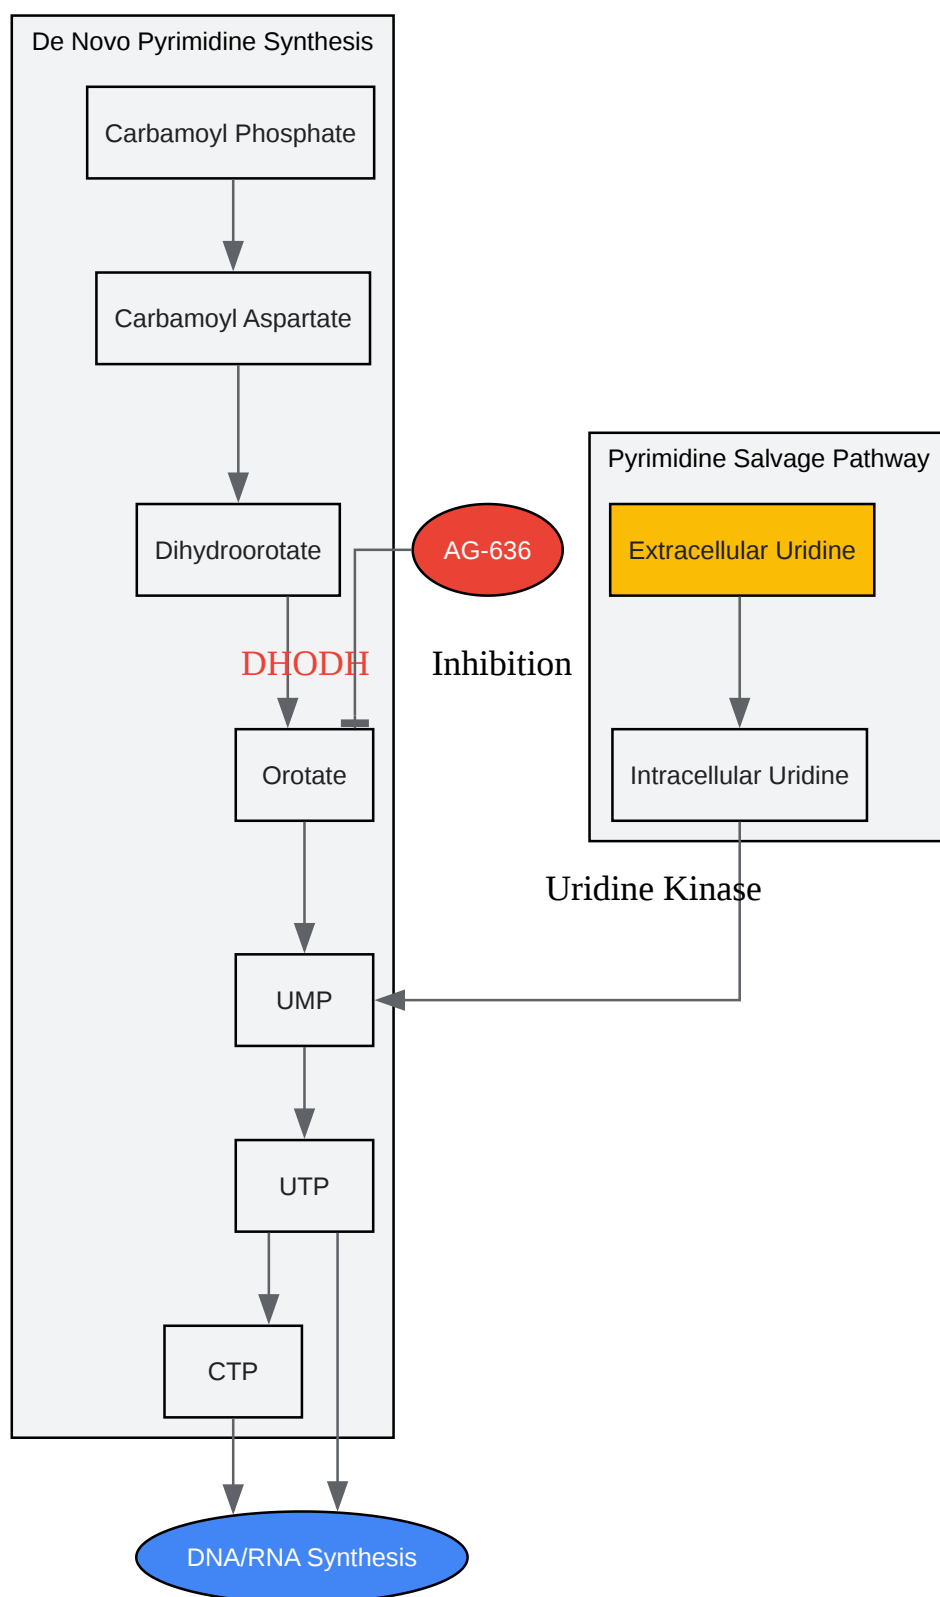 De Novo Pyrimidine Synthesis
Carbamoyl Phosphate
Carbamoyl Aspartate
Pyrimidine Salvage Pathway
Dihydroorotate
AG-636
Extracellular Uridine
DHODH
Inhibition
Orotate
Intracellular Uridine
Uridine Kinase
UMP
UTP
CTP
DNA/RNA Synthesis